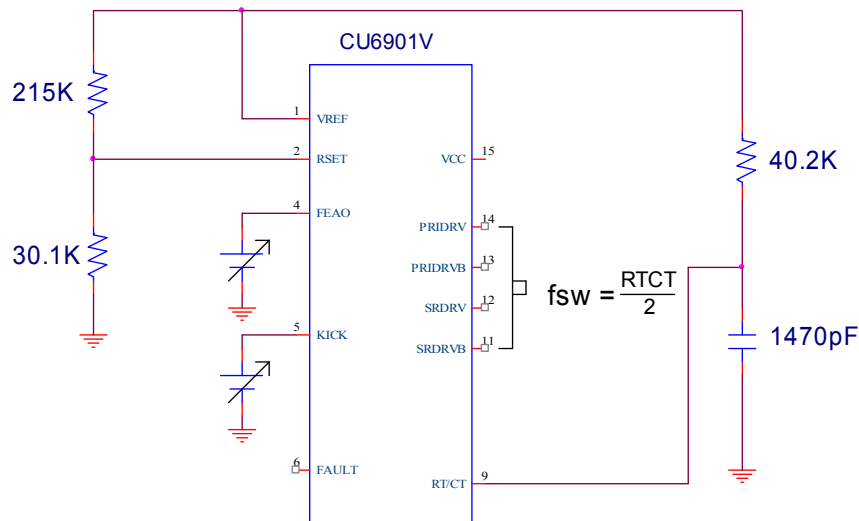 CU6901V
215K
30.1K
1
VREF
2
RSET
4
FEAO
5
KICK
6
FAULT
15
VCC
14
PRIDRV
13
PRIDRVB
12
SRDRV
11
SRDRVB
9
RT/CT
fsw = RTCT
2
40.2K
1470pF